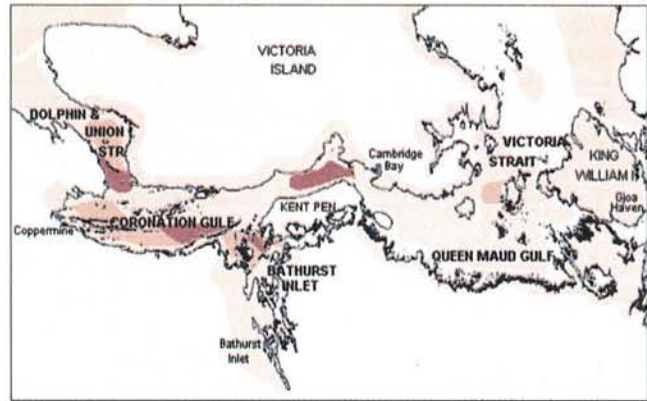 VICTORIA
ISLAND
DOLPHIN &
UNION
STR
VICTORIA
STRAIT
Cambridge
Bay
KING
WILLIAM I
Gjoa
Haven
KENT PEN
Coppermine
CORONATION GULF
QUEEN MAUD GULF
BATHURST
INLET
Bathurst
Inlet